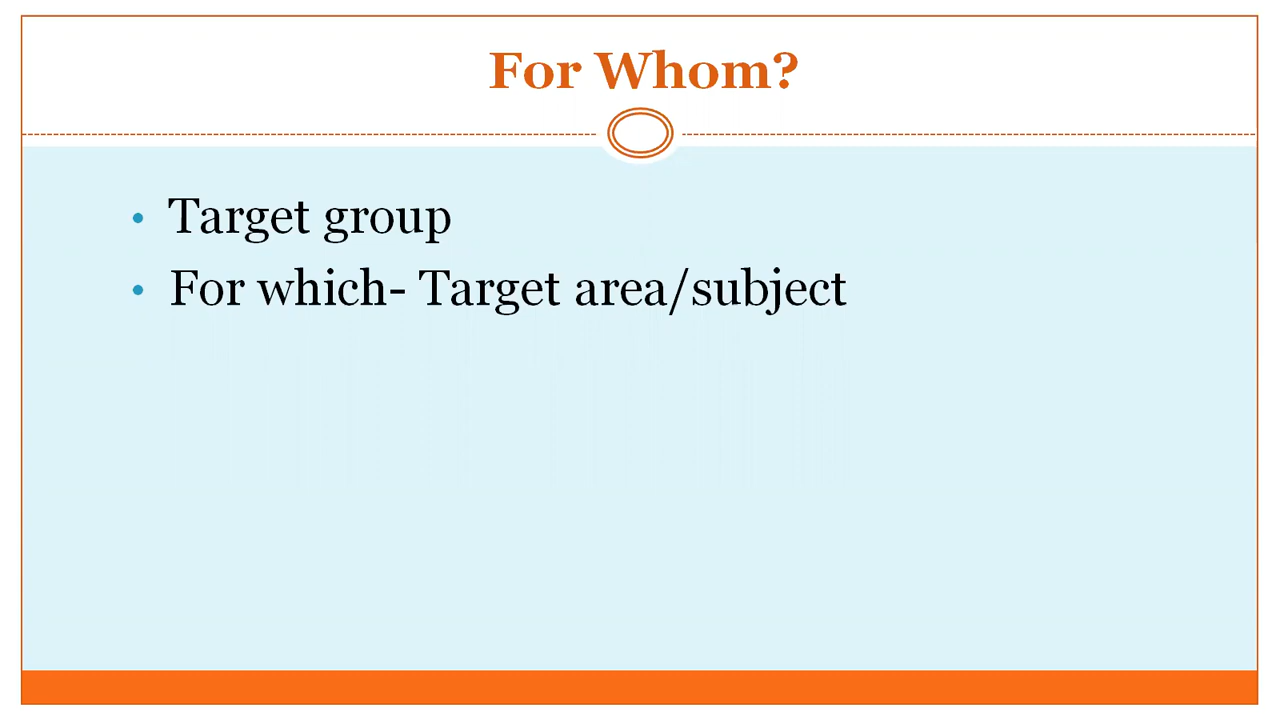 For Whom?
• Target group
• For which- Target area/subject